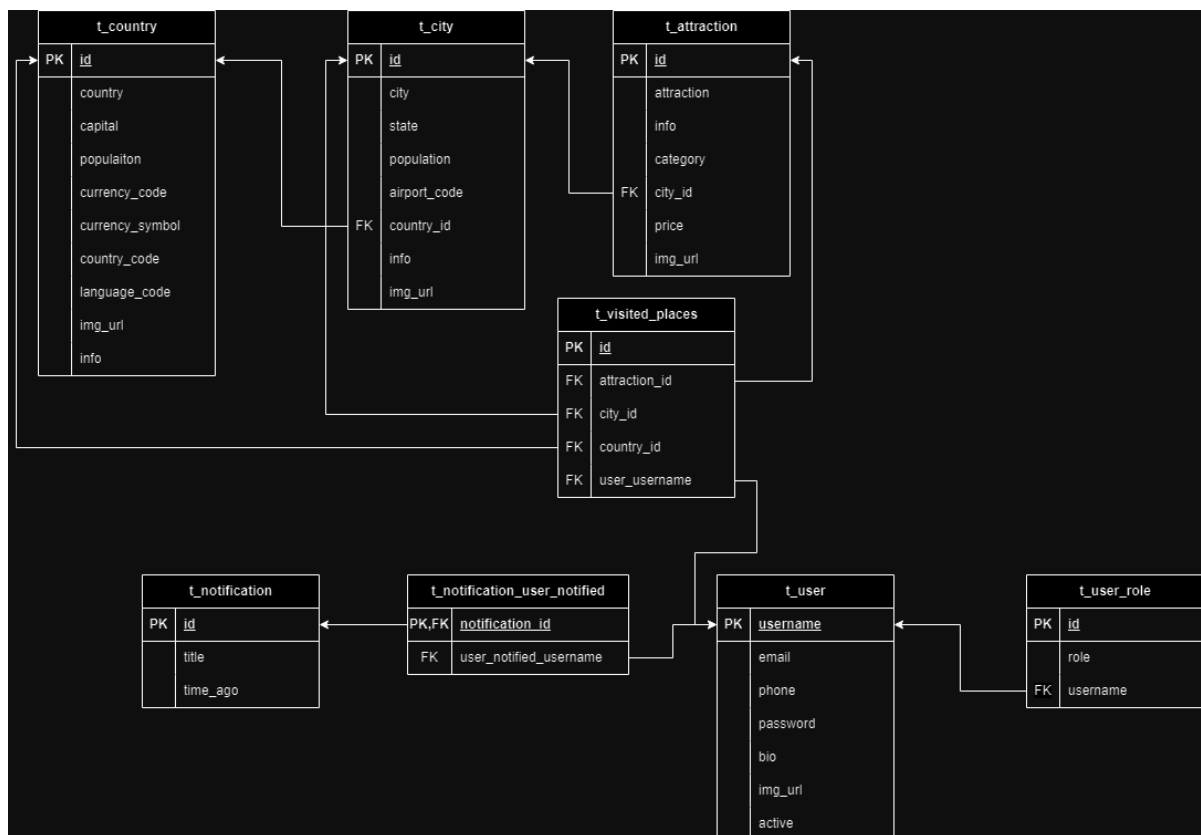 t_country
PK id
country
capital
populaiton
currency_code
currency_symbol
country_code
language_code
img_url
info
t_city
PK id
city
state
population
airport_code
FK country_id
info
img_url
t_attraction
PK id
attraction
info
category
FK city_id
price
img_url
t_visited_places
PK id
FK attraction_id
FK city_id
FK country_id
FK user_username
t_notification
PK id
title
time_ago
t_notification_user_notified
PK,FK notification_id
FK user_notified_username
t_user
PK username
email
phone
password
bio
img_url
active
t_user_role
PK id
role
FK username